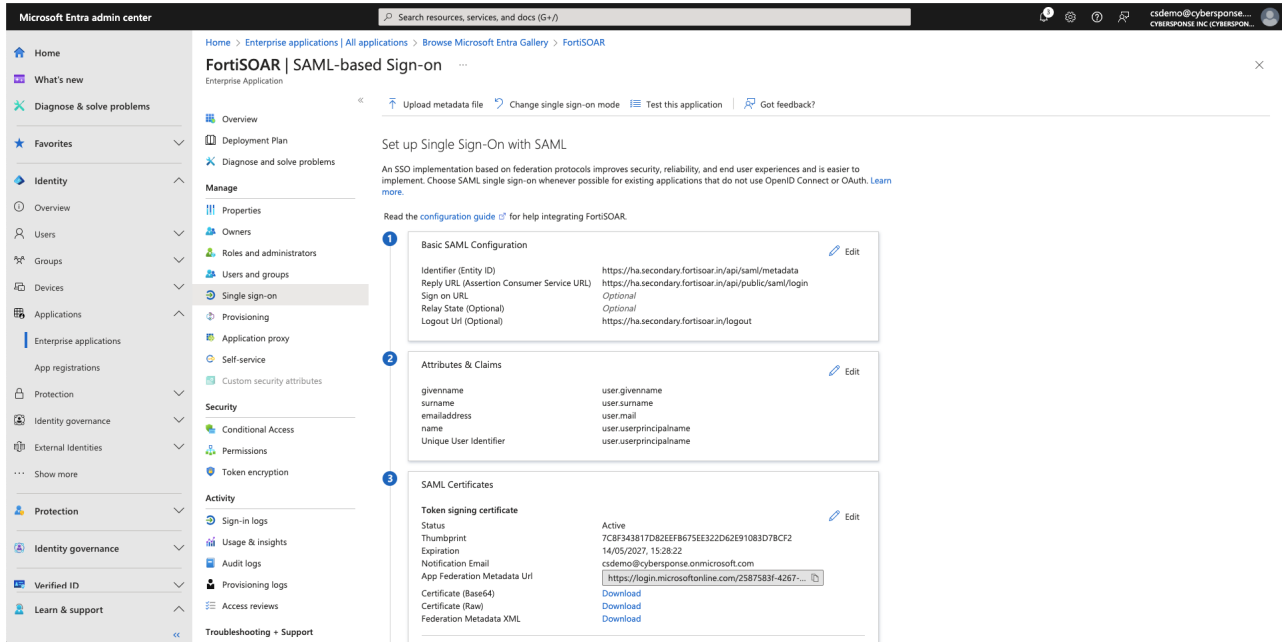 Microsoft Entra admin center
Search resources, services, and docs (G+/)
3
csdemo@cybersponse....
CYBERSPONSE INC (CYBERSPON...
Home
What's new
Diagnose & solve problems
Favorites
Identity
Overview
Users
Groups
Devices
Applications
Enterprise applications
App registrations
Protection
Identity governance
External Identities
Show more
Protection
Identity governance
Verified ID
Learn & support
Home > Enterprise applications | All applications > Browse Microsoft Entra Gallery > FortiSOAR
FortiSOAR | SAML-based Sign-on ...
Enterprise Application
Overview
Deployment Plan
Diagnose and solve problems
Manage
Properties
Owners
Roles and administrators
Users and groups
Single sign-on
Provisioning
Application proxy
Self-service
Custom security attributes
Security
Conditional Access
Permissions
Token encryption
Activity
Sign-in logs
Usage & insights
Audit logs
Provisioning logs
Access reviews
Troubleshooting + Support
Upload metadata file Change single sign-on mode Test this application Got feedback?
Set up Single Sign-On with SAML
An SSO implementation based on federation protocols improves security, reliability, and end user experiences and is easier to
implement. Choose SAML single sign-on whenever possible for existing applications that do not use OpenID Connect or OAuth. Learn
more.
Read the configuration guide for help integrating FortiSOAR.
1
Basic SAML Configuration
Edit
Identifier (Entity ID) https://ha.secondary.fortisoar.in/api/saml/metadata
Reply URL (Assertion Consumer Service URL) https://ha.secondary.fortisoar.in/api/public/saml/login
Sign on URL Optional
Relay State (Optional) Optional
Logout Url (Optional) https://ha.secondary.fortisoar.in/logout
2
Attributes & Claims
Edit
givenname user.givenname
surname user.surname
emailaddress user.mail
name user.userprincipalname
Unique User Identifier user.userprincipalname
3
SAML Certificates
Token signing certificate
Edit
Status Active
Thumbprint 7C8F343817D82EEFB675EE322D62E91083D7BCF2
Expiration 14/05/2027, 15:28:22
Notification Email csdemo@cybersponse.onmicrosoft.com
App Federation Metadata Url https://login.microsoftonline.com/2587583f-4267-...
Certificate (Base64) Download
Certificate (Raw) Download
Federation Metadata XML Download